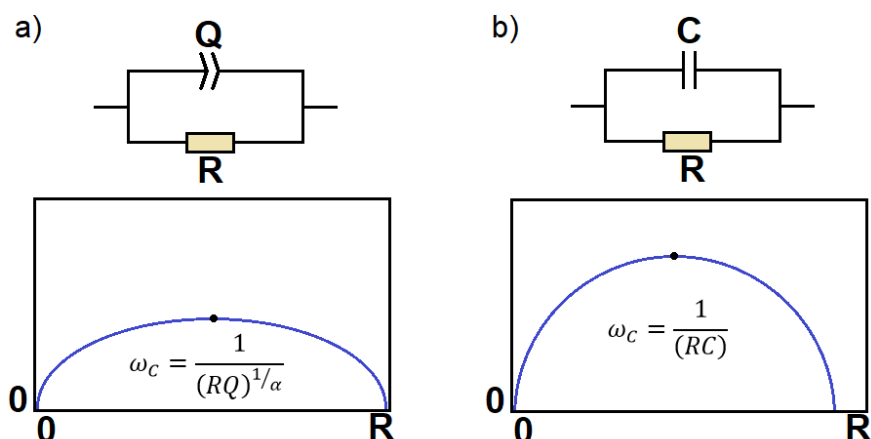 a)
Q
R
ω_C = 1/(RQ)^{1/α}
0
0
R
b)
C
R
ω_C = 1/(RC)
0
0
R